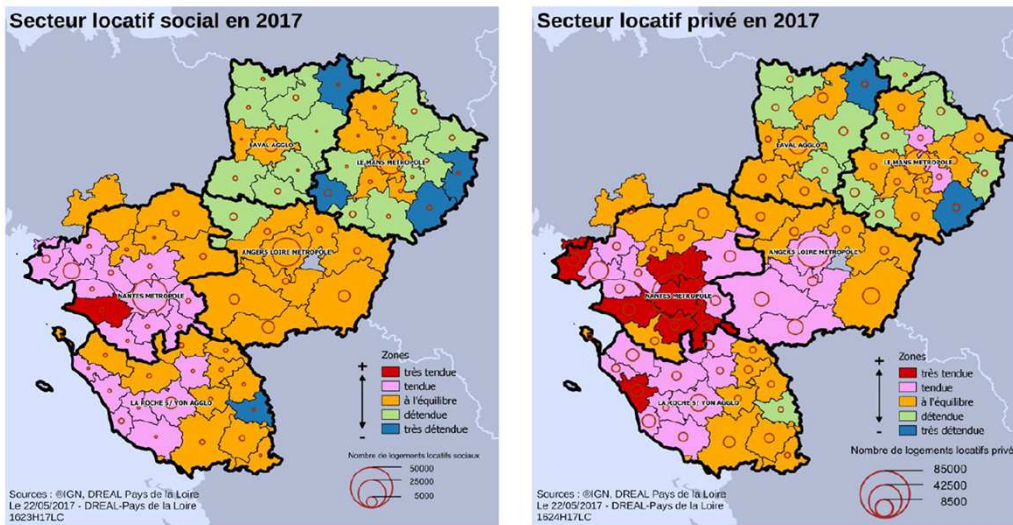 Secteur locatif social en 2017
LAVAL AGGLO
LE MANS METROPOLE
ANGERS LOIRE METROPOLE
NANTES METROPOLE
LA ROCHE S/ YON AGGLO
Zones
+
très tendue
tendue
à l'équilibre
détendue
-
très détendue
Nombre de logements locatifs sociaux
50000
25000
5000
Sources : ®IGN, DREAL Pays de la Loire
Le 22/05/2017 - DREAL-Pays de la Loire
1623H17LC
Secteur locatif privé en 2017
LAVAL AGGLO
LE MANS METROPOLE
ANGERS LOIRE METROPOLE
NANTES METROPOLE
LA ROCHE S/ YON AGGLO
Zones
+
très tendue
tendue
à l'équilibre
détendue
-
très détendue
Nombre de logements locatifs privé
85000
42500
8500
Sources : ®IGN, DREAL Pays de la Loire
Le 22/05/2017 - DREAL-Pays de la Loire
1624H17LC